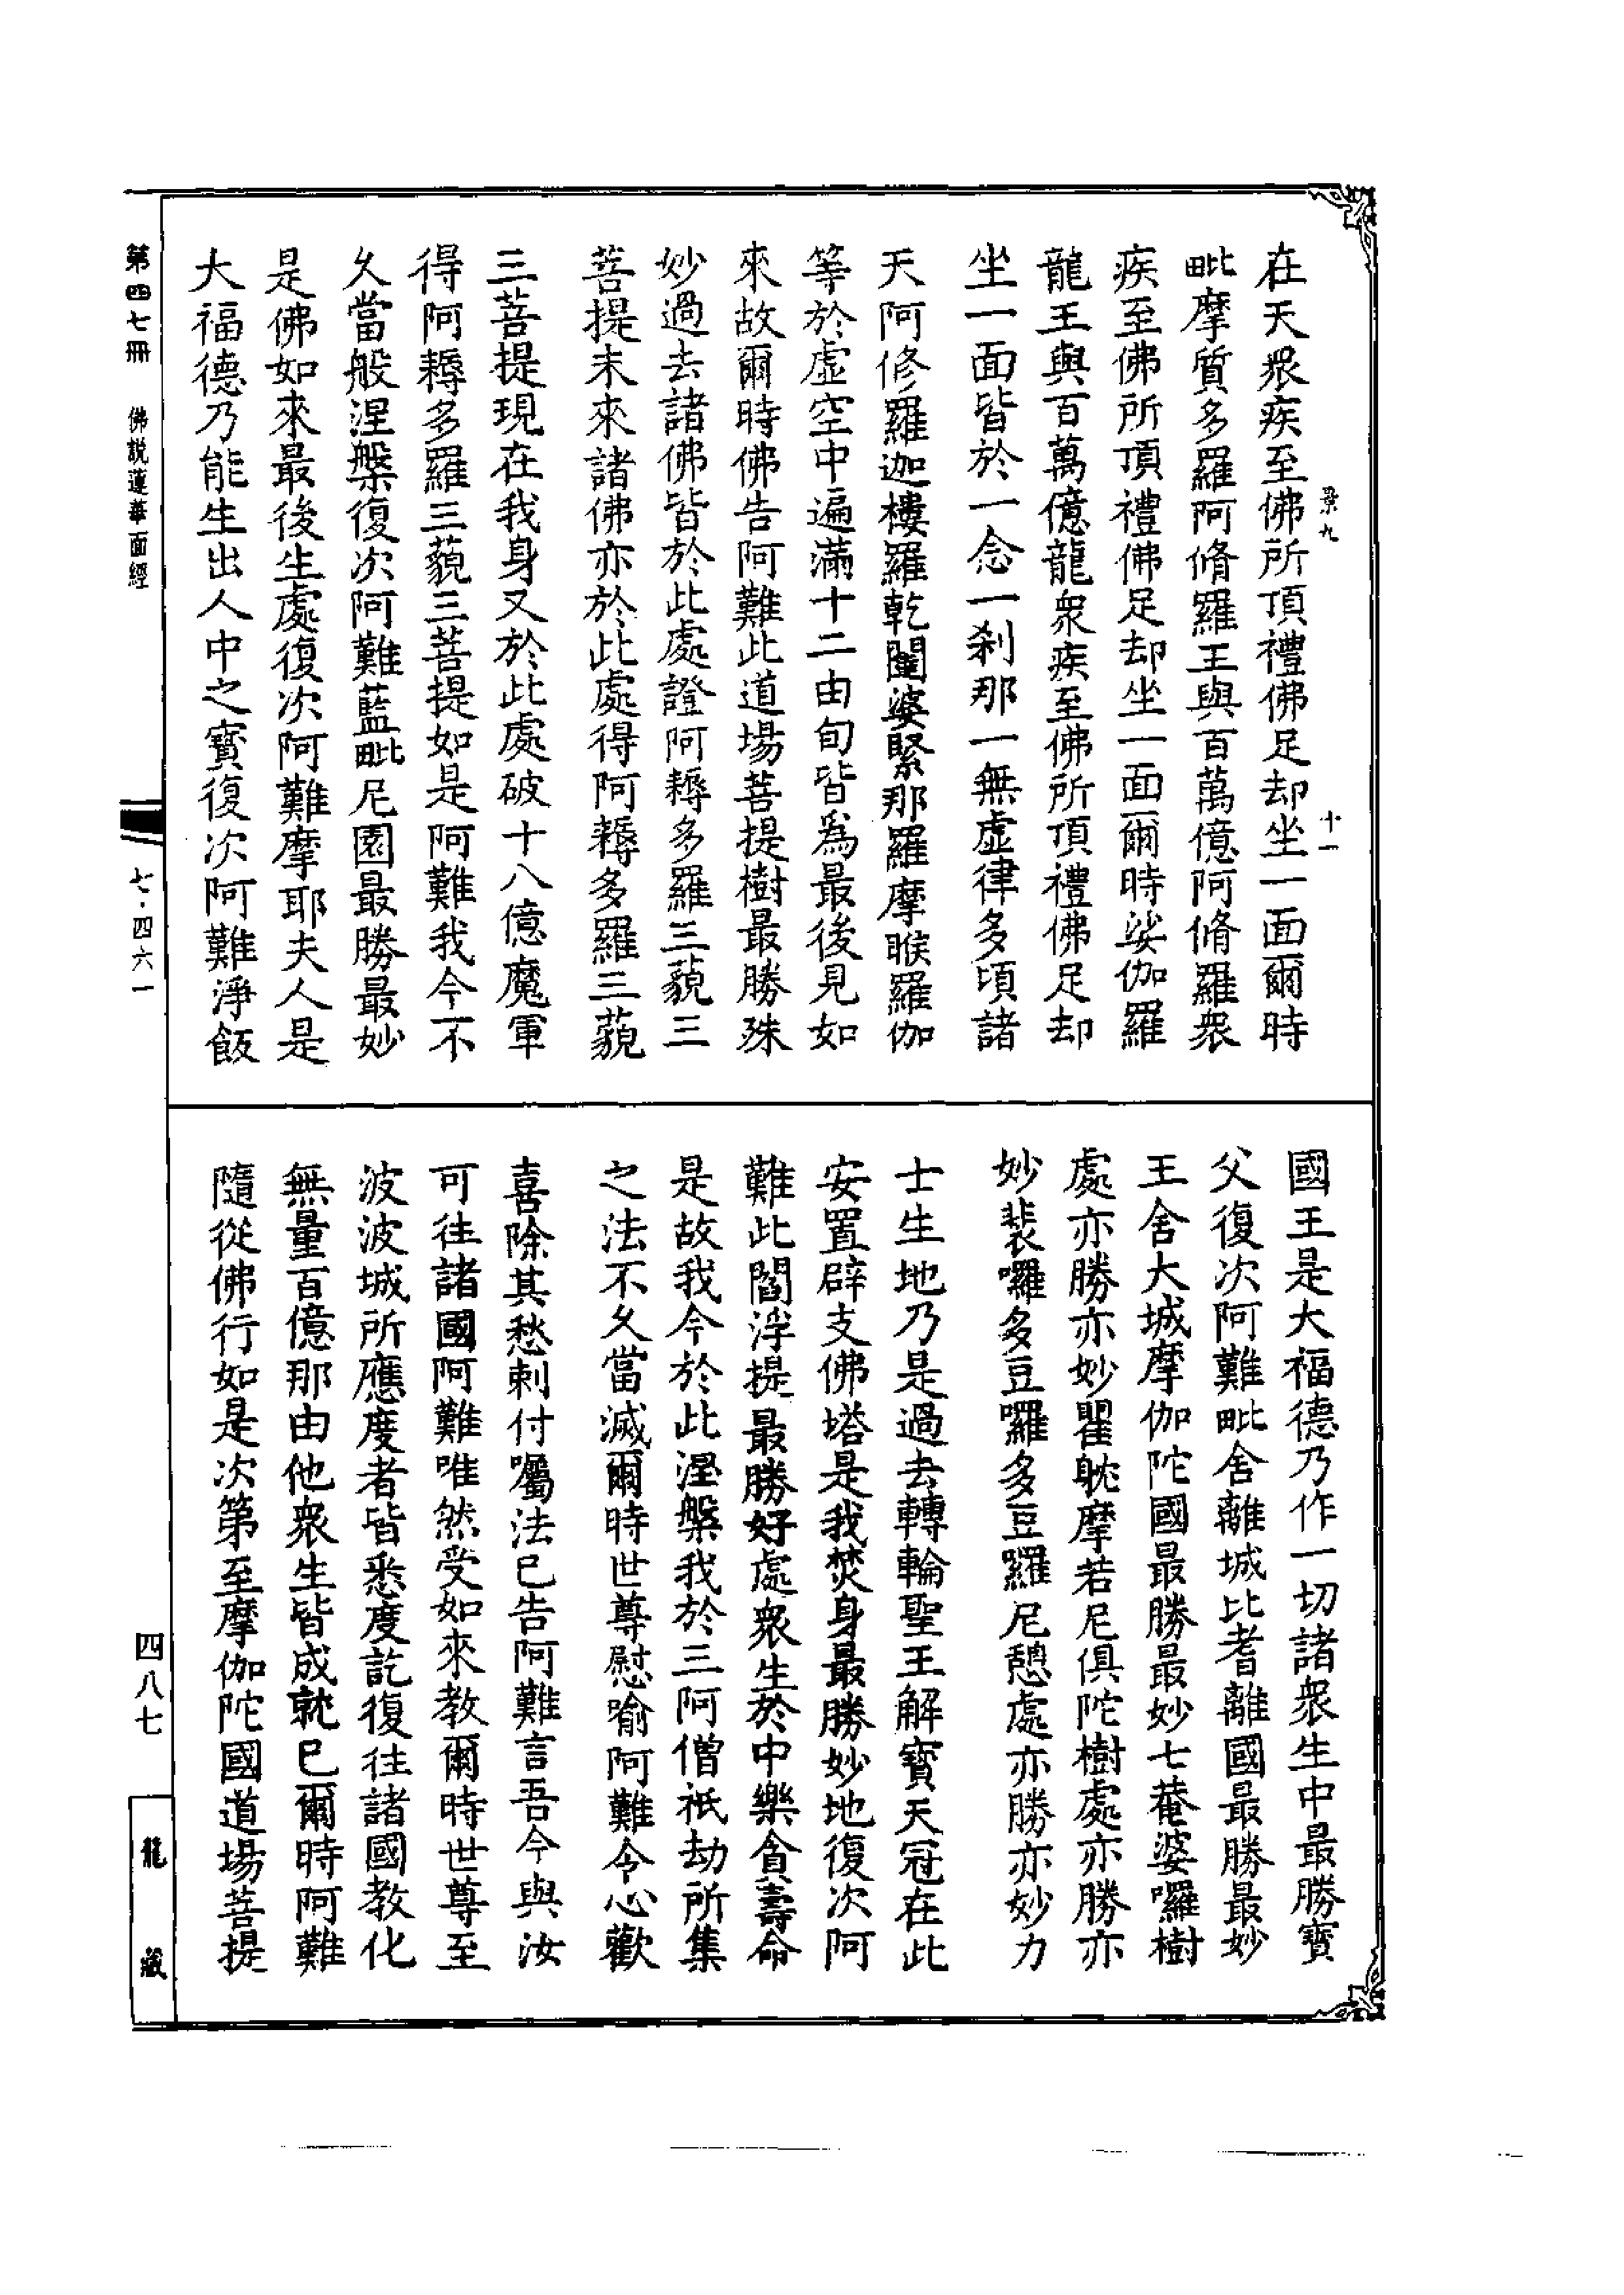 在天衆疾至佛所頂禮佛足却坐一面爾時
毗摩質多羅阿脩羅王與百萬億阿脩羅衆
疾至佛所頂禮佛足却坐一面爾時娑伽羅
龍王與百萬億龍衆疾至佛所頂禮佛足却
坐一面皆於一念一刹那一無虛律多頃諸
天阿修羅迦樓羅乾闥婆緊那羅摩睺羅伽
等於虛空中遍滿十二由旬皆爲最後見如
來故爾時佛告阿難此道場菩提樹最勝殊
妙過去諸佛皆於此處證阿耨多羅三藐三
菩提未來諸佛亦於此處得阿耨多羅三藐
三菩提現在我身又於此處破十八億魔軍
得阿耨多羅三藐三菩提如是阿難我今不
久當般涅槃復次阿難藍毗尼園最勝最妙
是佛如來最後生處復次阿難摩耶夫人是
大福德乃能生出人中之寶復次阿難淨飯
國王是大福德乃作一切諸衆生中最勝寶
父復次阿難毗舍離城比耆離國最勝最妙
王舍大城摩伽陀國最勝最妙七菴婆囉樹
處亦勝亦妙瞿躭摩若尼俱陀樹處亦勝亦
妙裴囉多豆囉多豆羅尼憩處亦勝亦妙力
士生地乃是過去轉輪聖王解寶天冠在此
安置辟支佛塔是我焚身最勝妙地復次阿
難此閻浮提最勝好處衆生於中樂貪壽命
是故我今於此涅槃我於三阿僧祇劫所集
之法不久當滅爾時世尊慰喻阿難令心歡
喜除其愁刺付囑法已告阿難言吾今與汝
可往諸國阿難唯然受如來教爾時世尊至
波波城所應度者皆悉度訖復往諸國教化
無量百億那由他衆生皆成就已爾時阿難
隨從佛行如是次第至摩伽陀國道場菩提
景九
十一
第四七冊 佛説蓮華面經
七·四六一
四八七
龍藏